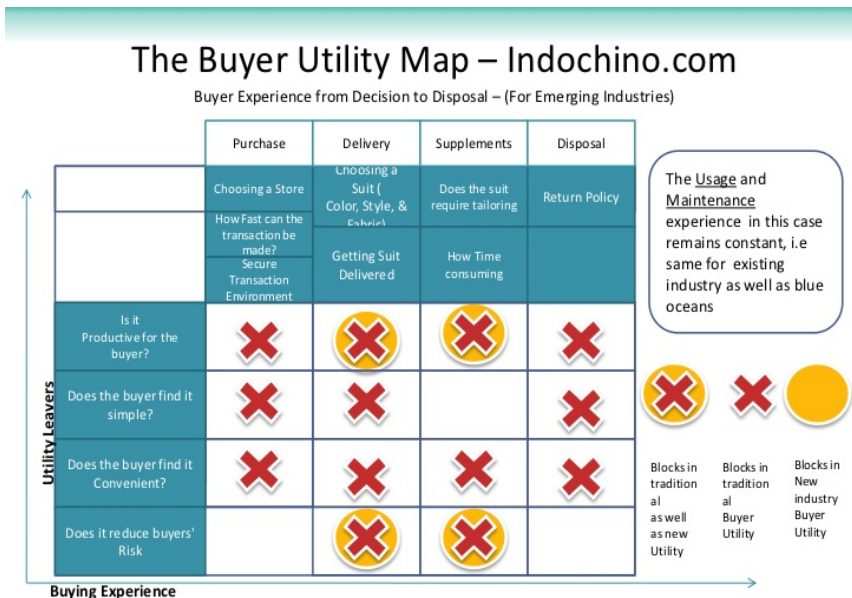 The Buyer Utility Map – Indochino.com
Buyer Experience from Decision to Disposal – (For Emerging Industries)
Purchase
Delivery
Supplements
Disposal
Choosing a Store
How Fast can the
transaction be
made?
Secure
Transaction
Environment
Choosing a
Suit (
Color, Style, &
Fabric)
Getting Suit
Delivered
Does the suit
require tailoring
How Time
consuming
Return Policy
The Usage and
Maintenance
experience in this case
remains constant, i.e
same for existing
industry as well as blue
oceans
Utility Leavers
Is it
Productive for the
buyer?
Does the buyer find it
simple?
Does the buyer find it
Convenient?
Does it reduce buyers'
Risk
Blocks in
tradition
al
as well
as new
Utility
Blocks in
tradition
al
Buyer
Utility
Blocks in
New
industry
Buyer
Utility
Buying Experience